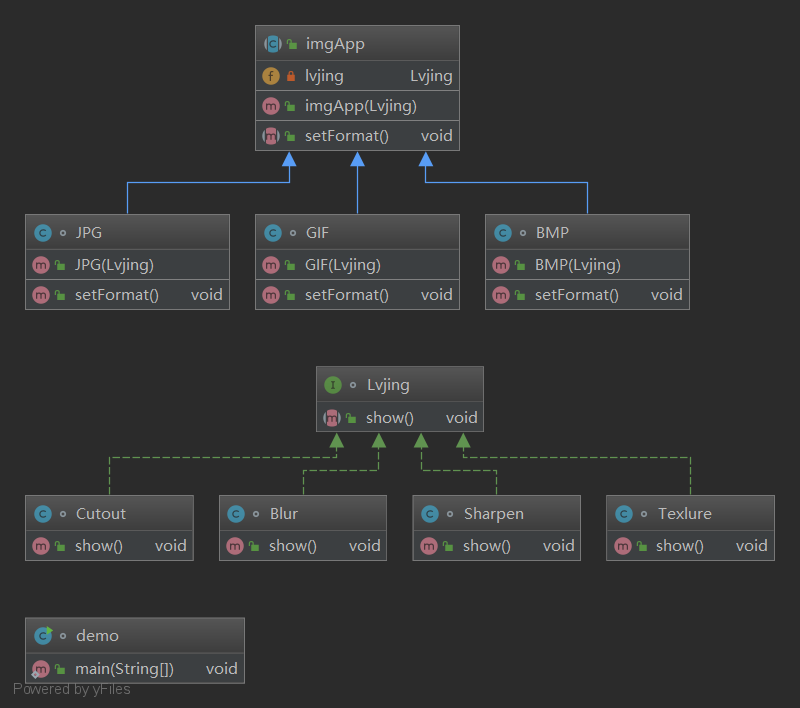 imgApp
lvjing Lvjing
imgApp(Lvjing)
setFormat() void
JPG GIF BMP
JPG(Lvjing) GIF(Lvjing) BMP(Lvjing)
setFormat() void setFormat() void setFormat() void
Lvjing
show() void
Cutout Blur Sharpen Texlure
show() void show() void show() void show() void
demo
main(String[]) void
Powered by yFiles